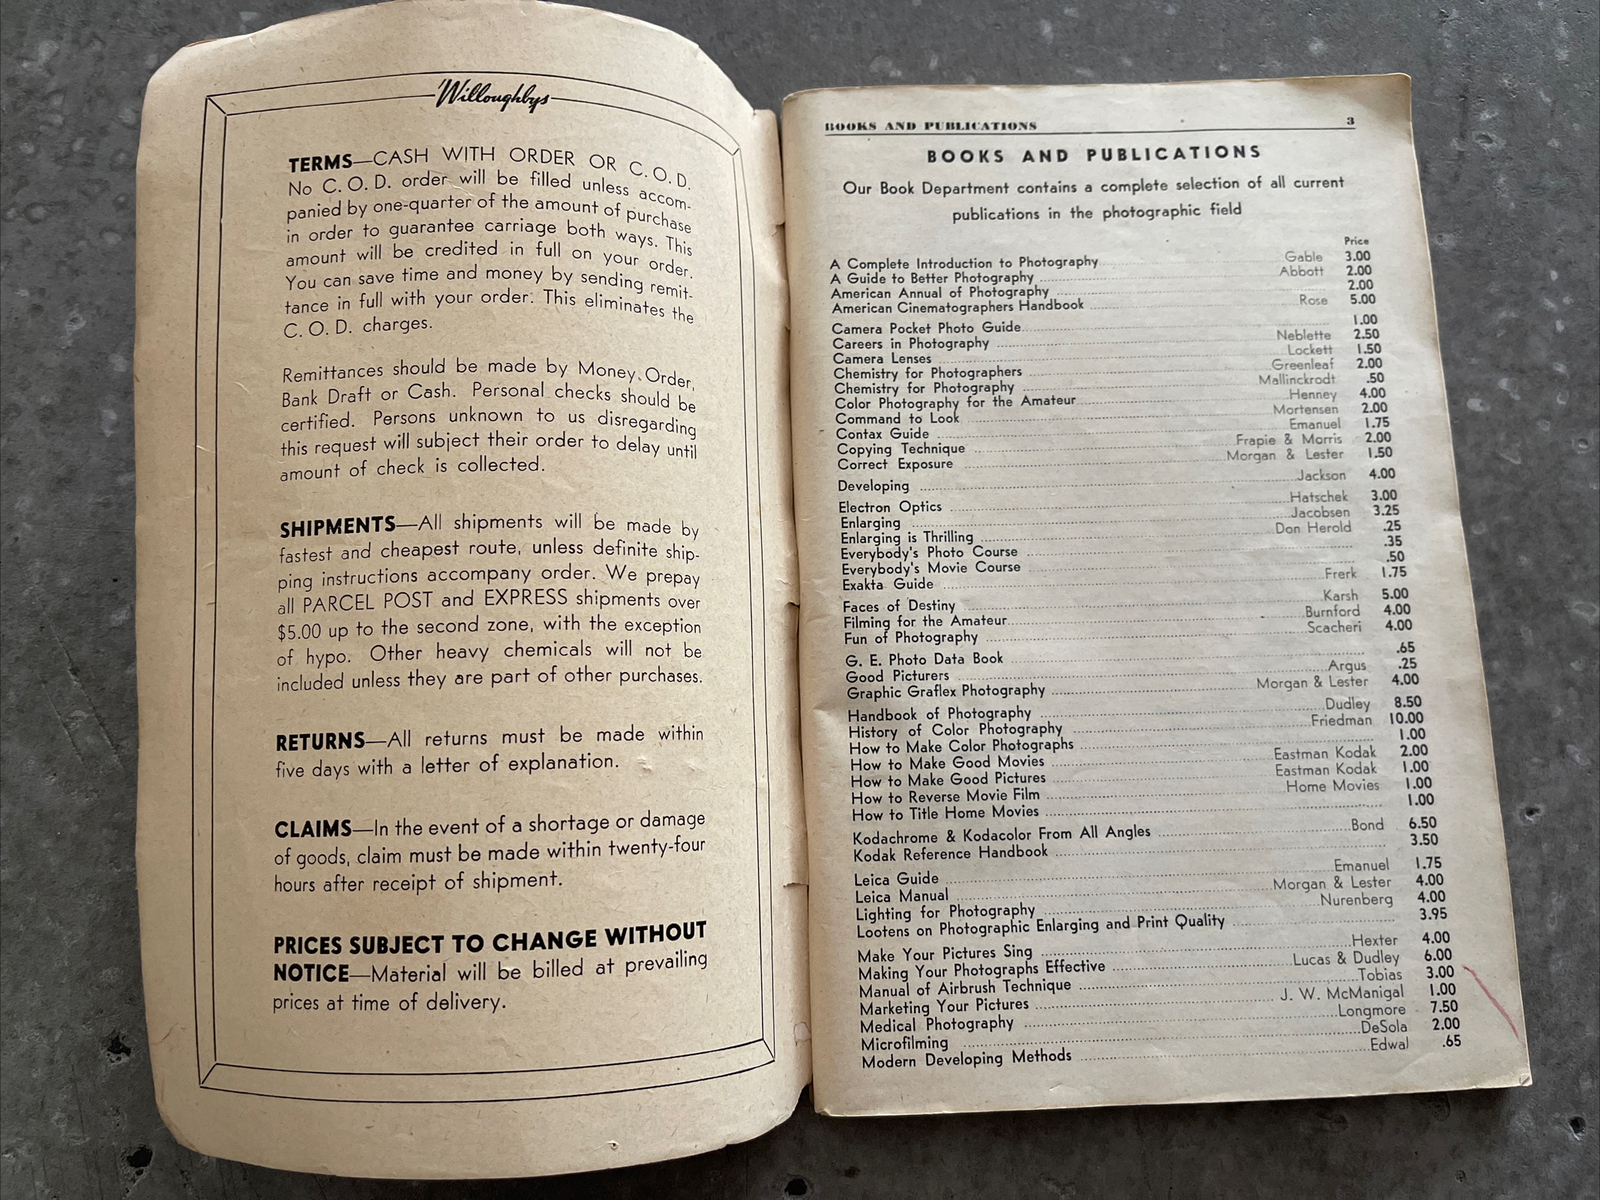 Willoughbys
TERMS—CASH WITH ORDER OR C. O. D.
No C. O. D. order will be filled unless accom-
panied by one-quarter of the amount of purchase
in order to guarantee carriage both ways. This
amount will be credited in full on your order.
You can save time and money by sending remit-
tance in full with your order. This eliminates the
C. O. D. charges.
Remittances should be made by Money Order,
Bank Draft or Cash. Personal checks should be
certified. Persons unknown to us disregarding
this request will subject their order to delay until
amount of check is collected.
SHIPMENTS—All shipments will be made by
fastest and cheapest route, unless definite ship-
ping instructions accompany order. We prepay
all PARCEL POST and EXPRESS shipments over
$5.00 up to the second zone, with the exception
of hypo. Other heavy chemicals will not be
included unless they are part of other purchases.
RETURNS—All returns must be made within
five days with a letter of explanation.
CLAIMS—In the event of a shortage or damage
of goods, claim must be made within twenty-four
hours after receipt of shipment.
PRICES SUBJECT TO CHANGE WITHOUT
NOTICE—Material will be billed at prevailing
prices at time of delivery.
BOOKS AND PUBLICATIONS 3
BOOKS AND PUBLICATIONS
Our Book Department contains a complete selection of all current
publications in the photographic field
Price
A Complete Introduction to Photography Gable 3.00
A Guide to Better Photography Abbott 2.00
American Annual of Photography 2.00
American Cinematographers Handbook Rose 5.00
Camera Pocket Photo Guide 1.00
Careers in Photography Neblette 2.50
Camera Lenses Lockett 1.50
Chemistry for Photographers Greenleaf 2.00
Chemistry for Photography Mallinckrodt .50
Color Photography for the Amateur Henney 4.00
Command to Look Mortensen 2.00
Contax Guide Emanuel 1.75
Copying Technique Frapie & Morris 2.00
Correct Exposure Morgan & Lester 1.50
Developing Jackson 4.00
Electron Optics Hatschek 3.00
Enlarging Jacobsen 3.25
Enlarging is Thrilling Don Herold .25
Everybody's Photo Course .35
Everybody's Movie Course .50
Exakta Guide Frerk 1.75
Faces of Destiny Karsh 5.00
Filming for the Amateur Burnford 4.00
Fun of Photography Scacheri 4.00
G. E. Photo Data Book .65
Good Picturers Argus .25
Graphic Graflex Photography Morgan & Lester 4.00
Handbook of Photography Dudley 8.50
History of Color Photography Friedman 10.00
How to Make Color Photographs 1.00
How to Make Good Movies Eastman Kodak 2.00
How to Make Good Pictures Eastman Kodak 1.00
How to Reverse Movie Film Home Movies 1.00
How to Title Home Movies 1.00
Kodachrome & Kodacolor From All Angles Bond 6.50
Kodak Reference Handbook 3.50
Leica Guide Emanuel 1.75
Leica Manual Morgan & Lester 4.00
Lighting for Photography Nurenberg 4.00
Lootens on Photographic Enlarging and Print Quality 3.95
Make Your Pictures Sing Hexter 4.00
Making Your Photographs Effective Lucas & Dudley 6.00
Manual of Airbrush Technique Tobias 3.00
Marketing Your Pictures J. W. McManigal 1.00
Medical Photography Longmore 7.50
Microfilming DeSola 2.00
Modern Developing Methods Edwal .65